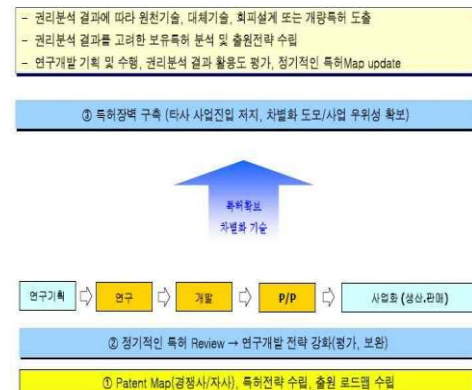 - 권리분석 결과에 따라 원천기술, 대체기술, 회피설계 또는 개량특허 도출
- 권리분석 결과를 고려한 보유특허 분석 및 출원전략 수립
- 연구개발 기획 및 수행, 권리분석 결과 활용도 평가, 정기적인 특허Map update
③ 특허장벽 구축 (타사 사업진입 저지, 차별화 도모/사업 우위성 확보)
특허확보
차별화 기술
연구기획
연구
개발
P/P
사업화 (생산.판매)
② 정기적인 특허 Review → 연구개발 전략 강화(평가, 보완)
① Patent Map(경쟁사/자사), 특허전략 수립, 출원 로드맵 수립